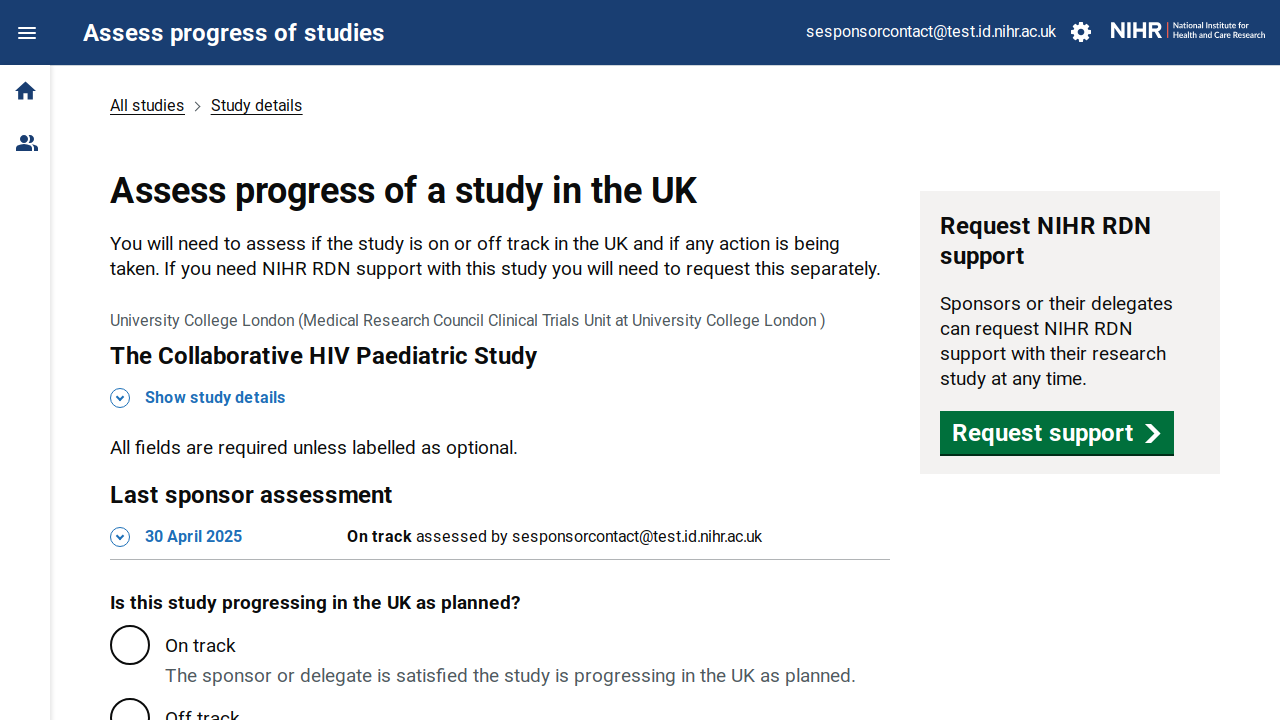 Assess progress of studies
sesponsorcontact@test.id.nihr.ac.uk
NIHR
National Institute for
Health and Care Research
All studies
Study details
Assess progress of a study in the UK
You will need to assess if the study is on or off track in the UK and if any action is being
taken. If you need NIHR RDN support with this study you will need to request this separately.
University College London (Medical Research Council Clinical Trials Unit at University College London )
The Collaborative HIV Paediatric Study
Show study details
All fields are required unless labelled as optional.
Last sponsor assessment
30 April 2025
On track assessed by sesponsorcontact@test.id.nihr.ac.uk
Is this study progressing in the UK as planned?
On track
The sponsor or delegate is satisfied the study is progressing in the UK as planned.
Off track
Request NIHR RDN
support
Sponsors or their delegates
can request NIHR RDN
support with their research
study at any time.
Request support